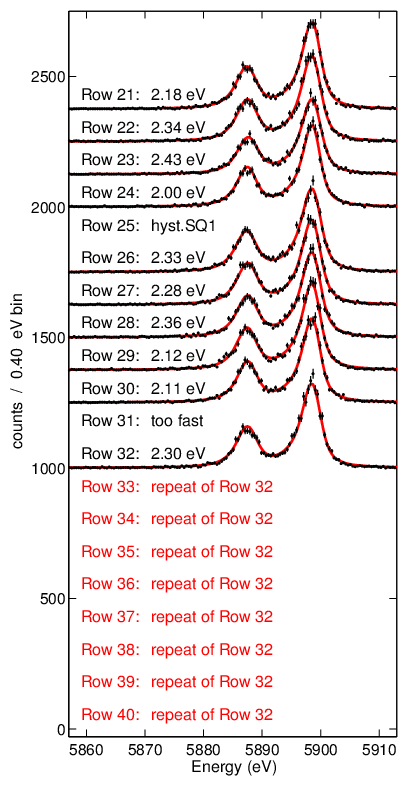 2500
Row 21: 2.18 eV
Row 22: 2.34 eV
Row 23: 2.43 eV
Row 24: 2.00 eV
2000
Row 25: hyst.SQ1
Row 26: 2.33 eV
Row 27: 2.28 eV
Row 28: 2.36 eV
1500
Row 29: 2.12 eV
Row 30: 2.11 eV
Row 31: too fast
Row 32: 2.30 eV
1000
Row 33: repeat of Row 32
Row 34: repeat of Row 32
Row 35: repeat of Row 32
Row 36: repeat of Row 32
500
Row 37: repeat of Row 32
Row 38: repeat of Row 32
Row 39: repeat of Row 32
Row 40: repeat of Row 32
0
counts / 0.40 eV bin
5860 5870 5880 5890 5900 5910
Energy (eV)